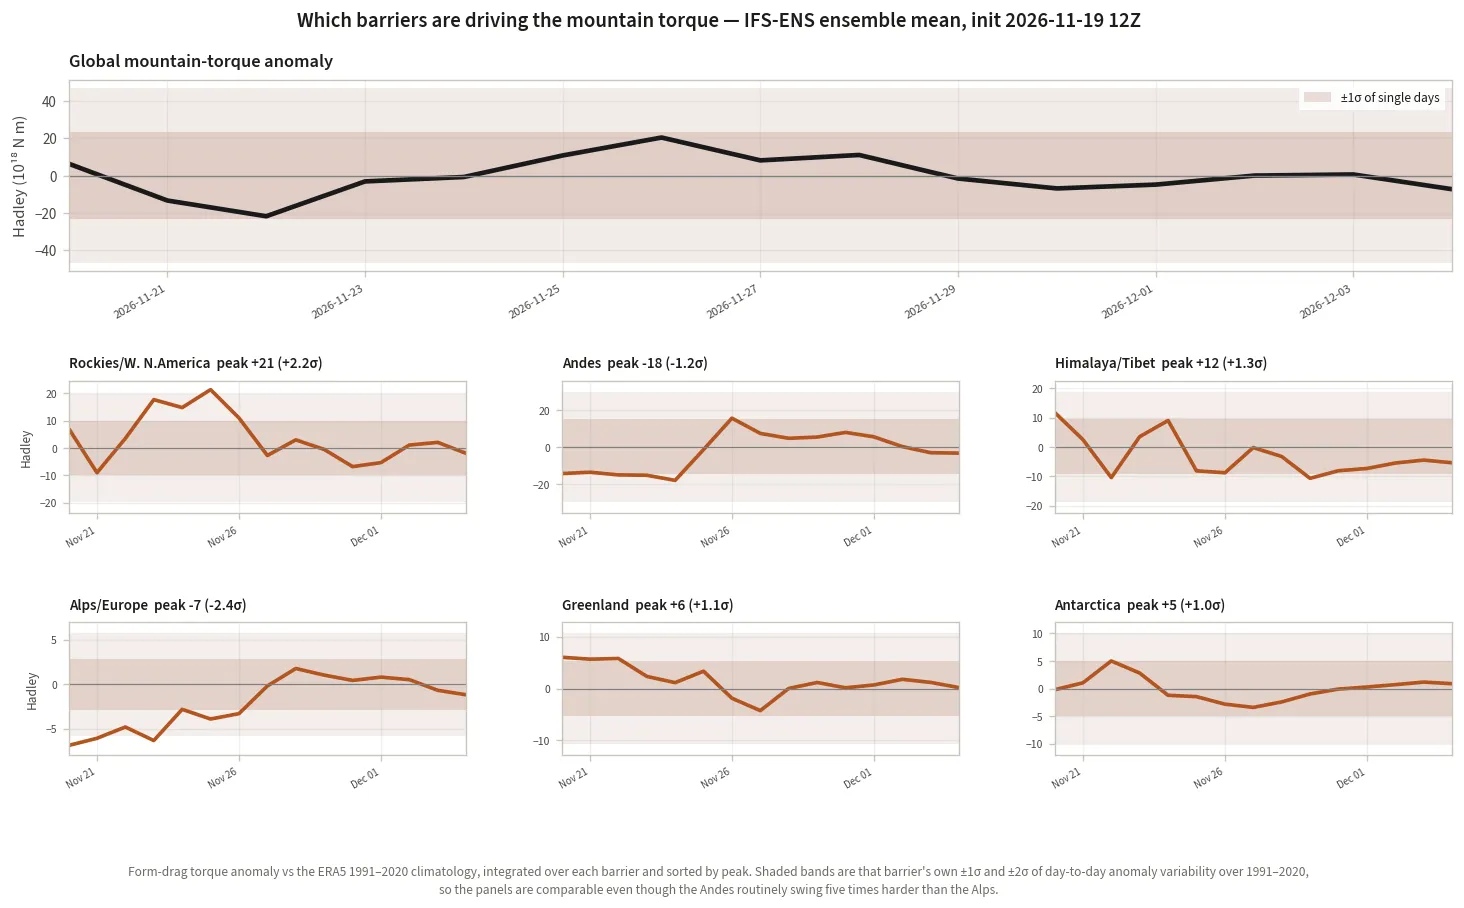 Which barriers are driving the mountain torque — IFS-ENS ensemble mean, init 2026-11-19 12Z
Global mountain-torque anomaly
Hadley (10¹⁸ N m)
40
20
0
−20
−40
±1σ of single days
2026-11-21
2026-11-23
2026-11-25
2026-11-27
2026-11-29
2026-12-01
2026-12-03
Rockies/W. N.America peak +21 (+2.2σ)
Hadley
20
10
0
−10
−20
Nov 21
Nov 26
Dec 01
Andes peak -18 (-1.2σ)
20
0
−20
Nov 21
Nov 26
Dec 01
Himalaya/Tibet peak +12 (+1.3σ)
20
10
0
−10
−20
Nov 21
Nov 26
Dec 01
Alps/Europe peak -7 (-2.4σ)
Hadley
5
0
−5
Nov 21
Nov 26
Dec 01
Greenland peak +6 (+1.1σ)
10
0
−10
Nov 21
Nov 26
Dec 01
Antarctica peak +5 (+1.0σ)
10
5
0
−5
−10
Nov 21
Nov 26
Dec 01
Form-drag torque anomaly vs the ERA5 1991–2020 climatology, integrated over each barrier and sorted by peak. Shaded bands are that barrier's own ±1σ and ±2σ of day-to-day anomaly variability over 1991–2020,
so the panels are comparable even though the Andes routinely swing five times harder than the Alps.